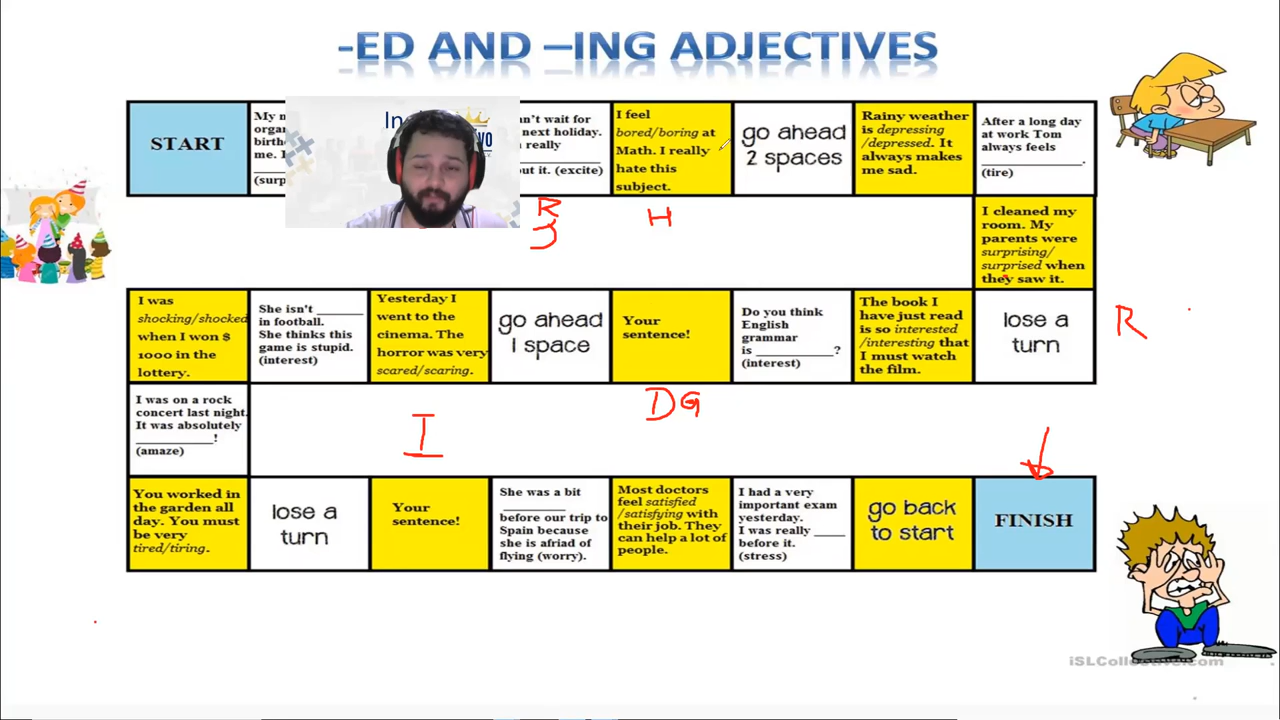 -ED AND –ING ADJECTIVES
START
My
organ
birth
me. I
(surp
In
vo
n't wait for
next holiday.
really
out it. (excite)
I feel
bored/boring at
Math. I really
hate this
subject.
go ahead
2 spaces
Rainy weather
is depressing
/depressed. It
always makes
me sad.
After a long day
at work Tom
always feels
____________.
(tire)
R
H
I cleaned my
room. My
parents were
surprising/
surprised when
they saw it.
I was
shocking/shocked
when I won $
1000 in the
lottery.
She isn't ______
in football.
She thinks this
game is stupid.
(interest)
Yesterday I
went to the
cinema. The
horror was very
scared/scaring.
go ahead
1 space
Your
sentence!
Do you think
English
grammar
is __________?
(interest)
The book I
have just read
is so interested
/interesting that
I must watch
the film.
lose a
turn
R
I was on a rock
concert last night.
It was absolutely
__________!
(amaze)
I
DG
You worked in
the garden all
day. You must
be very
tired/tiring.
lose a
turn
Your
sentence!
She was a bit
________
before our trip to
Spain because
she is afriad of
flying (worry).
Most doctors
feel satisfied
/satisfying with
their job. They
can help a lot of
people.
I had a very
important exam
yesterday.
I was really ____
before it.
(stress)
go back
to start
FINISH
iSLCollective.com